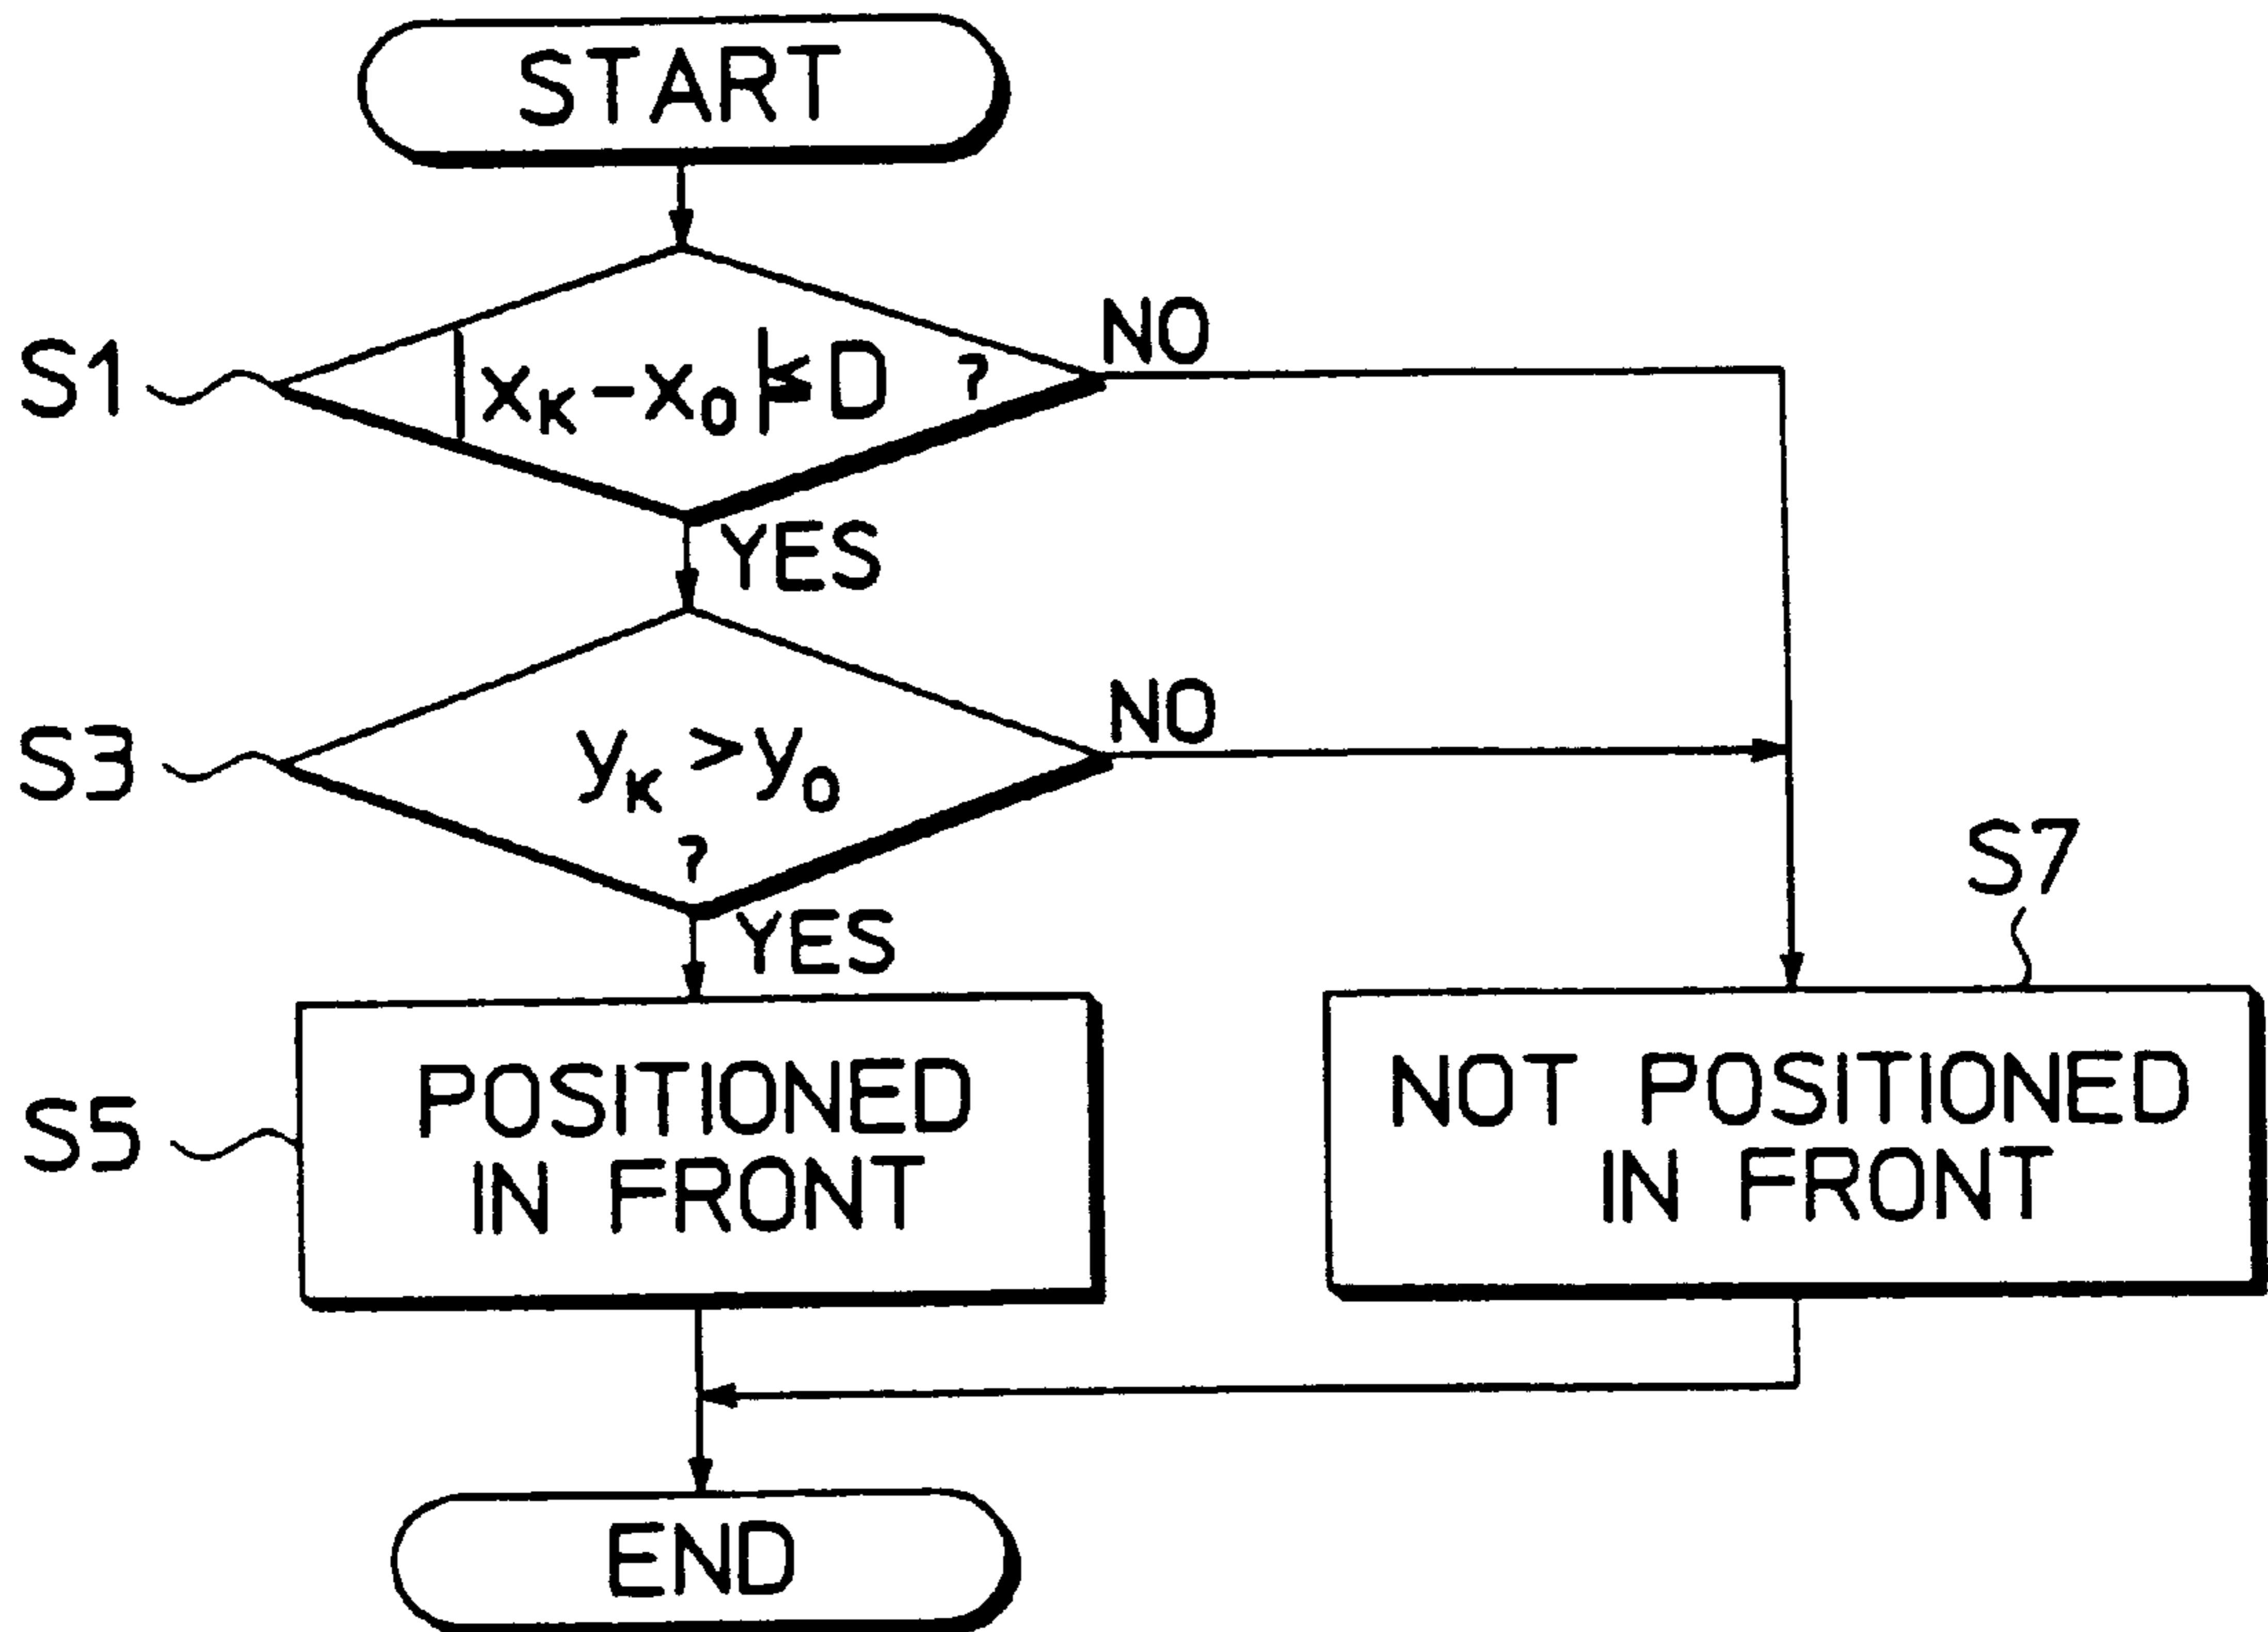 START
S1
|xK-x0|≤D ?
NO
YES
S3
yK>y0
?
NO
YES
S7
S5
POSITIONED
IN FRONT
NOT POSITIONED
IN FRONT
END